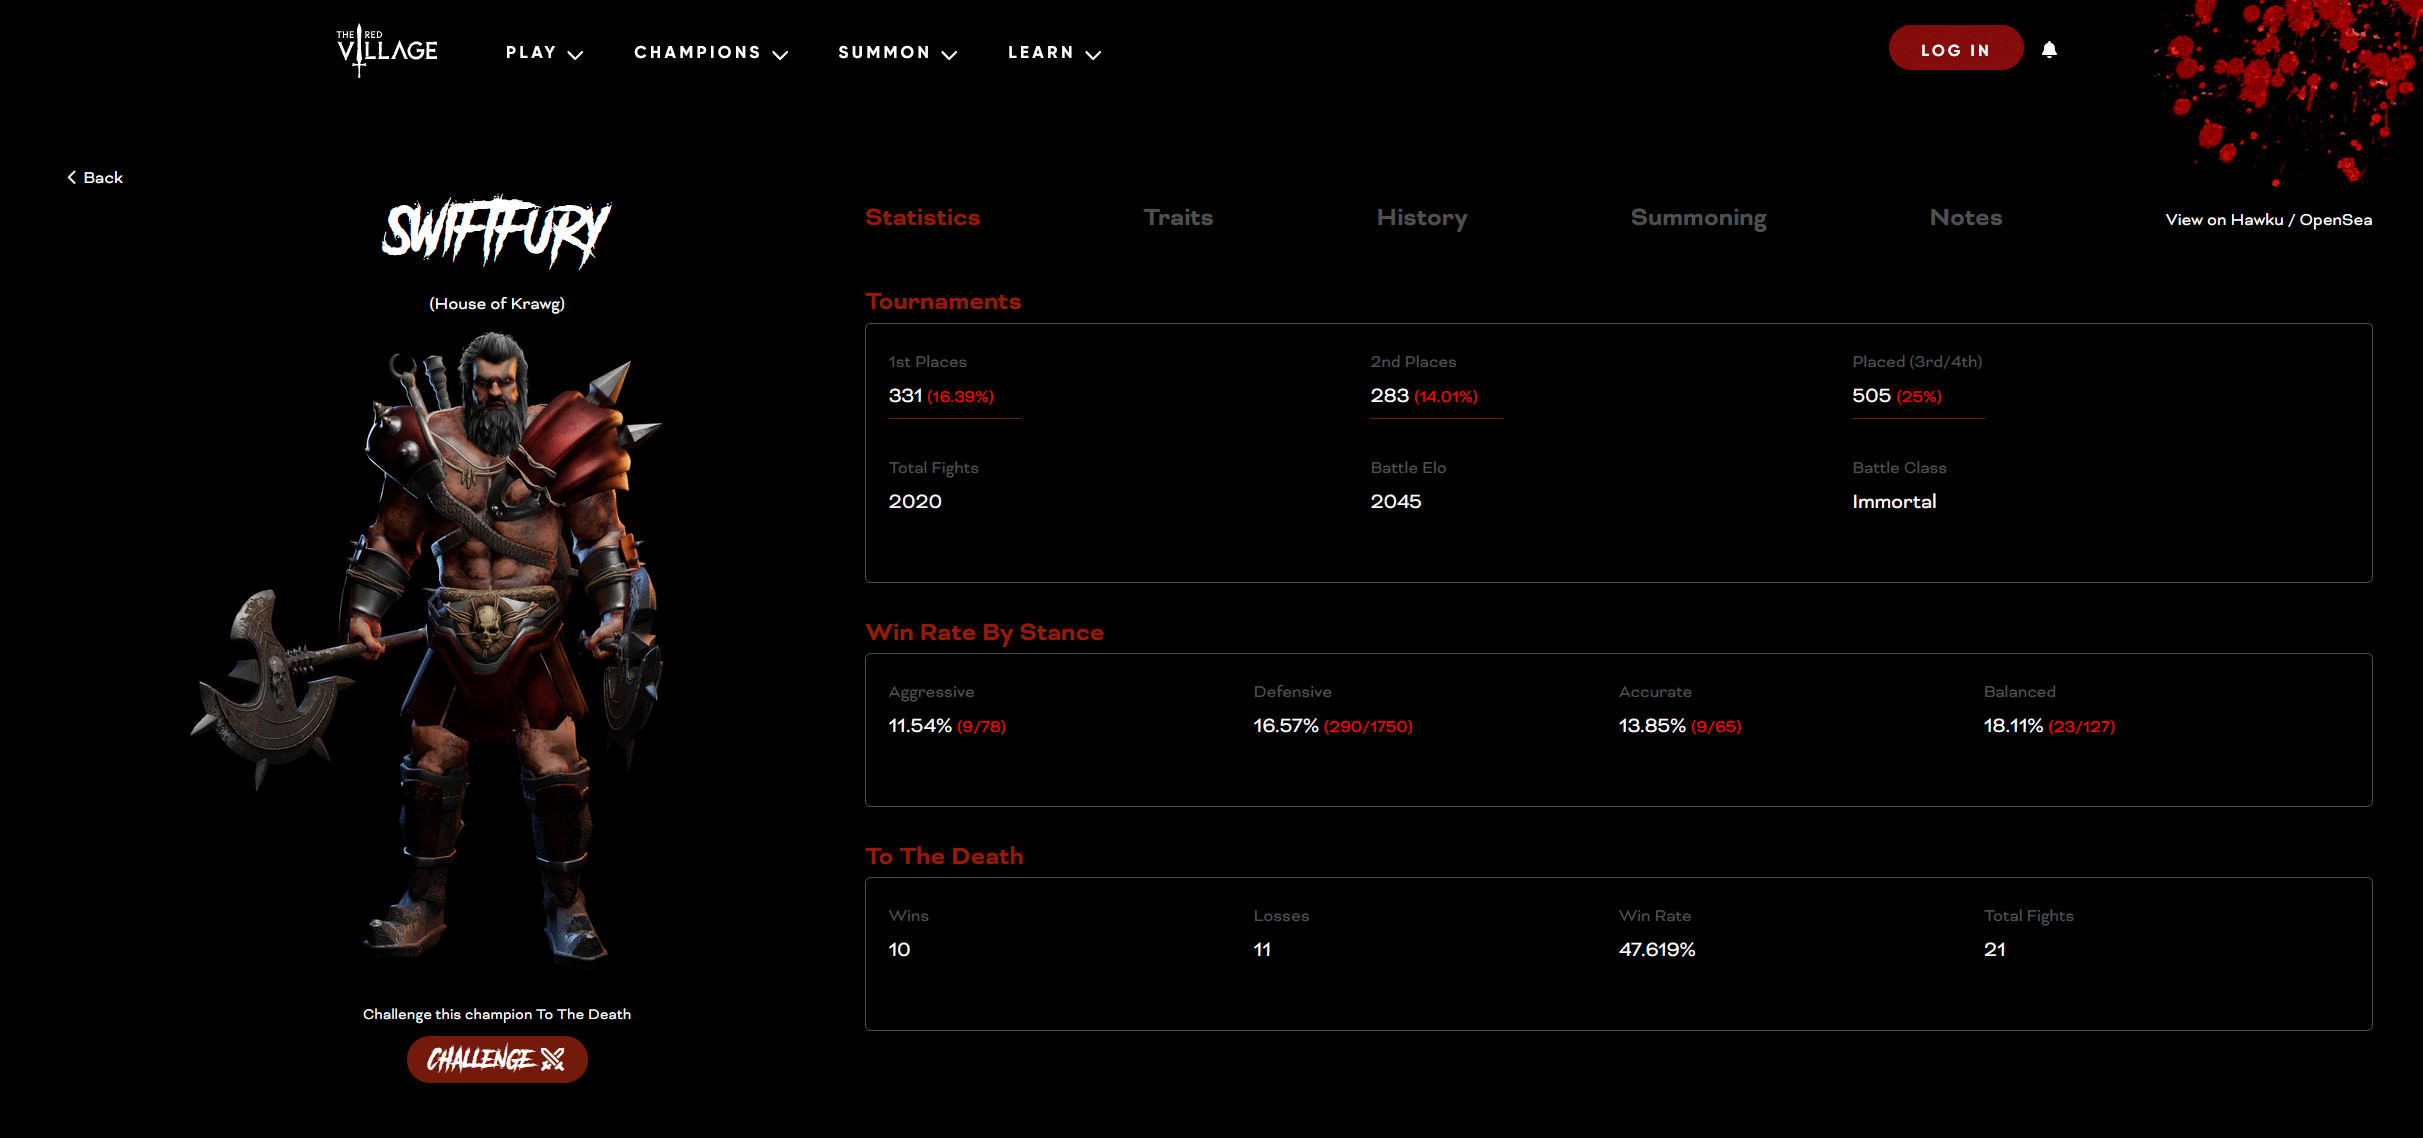 THE RED
VILLAGE
PLAY
CHAMPIONS
SUMMON
LEARN
LOG IN
Back
SWIFTFURY
(House of Krawg)
Challenge this champion To The Death
CHALLENGE
Statistics
Traits
History
Summoning
Notes
View on Hawku / OpenSea
Tournaments
1st Places
331 (16.39%)
2nd Places
283 (14.01%)
Placed (3rd/4th)
505 (25%)
Total Fights
2020
Battle Elo
2045
Battle Class
Immortal
Win Rate By Stance
Aggressive
11.54% (9/78)
Defensive
16.57% (290/1750)
Accurate
13.85% (9/65)
Balanced
18.11% (23/127)
To The Death
Wins
10
Losses
11
Win Rate
47.619%
Total Fights
21